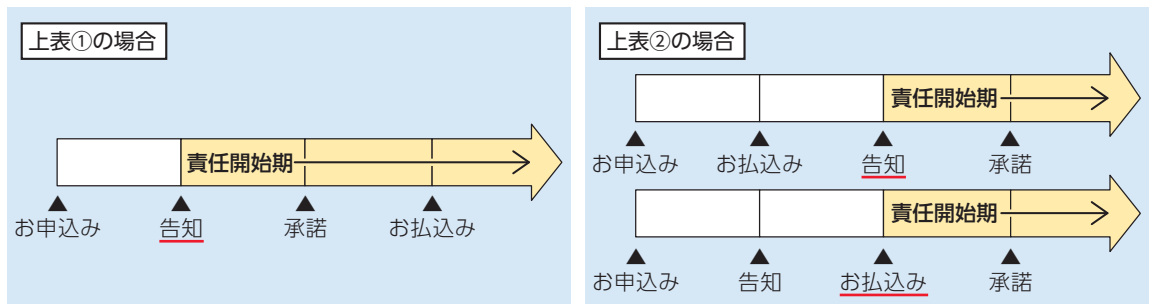 上表①の場合
責任開始期
お申込み 告知 承諾 お払込み
上表②の場合
責任開始期
お申込み お払込み 告知 承諾
責任開始期
お申込み 告知 お払込み 承諾